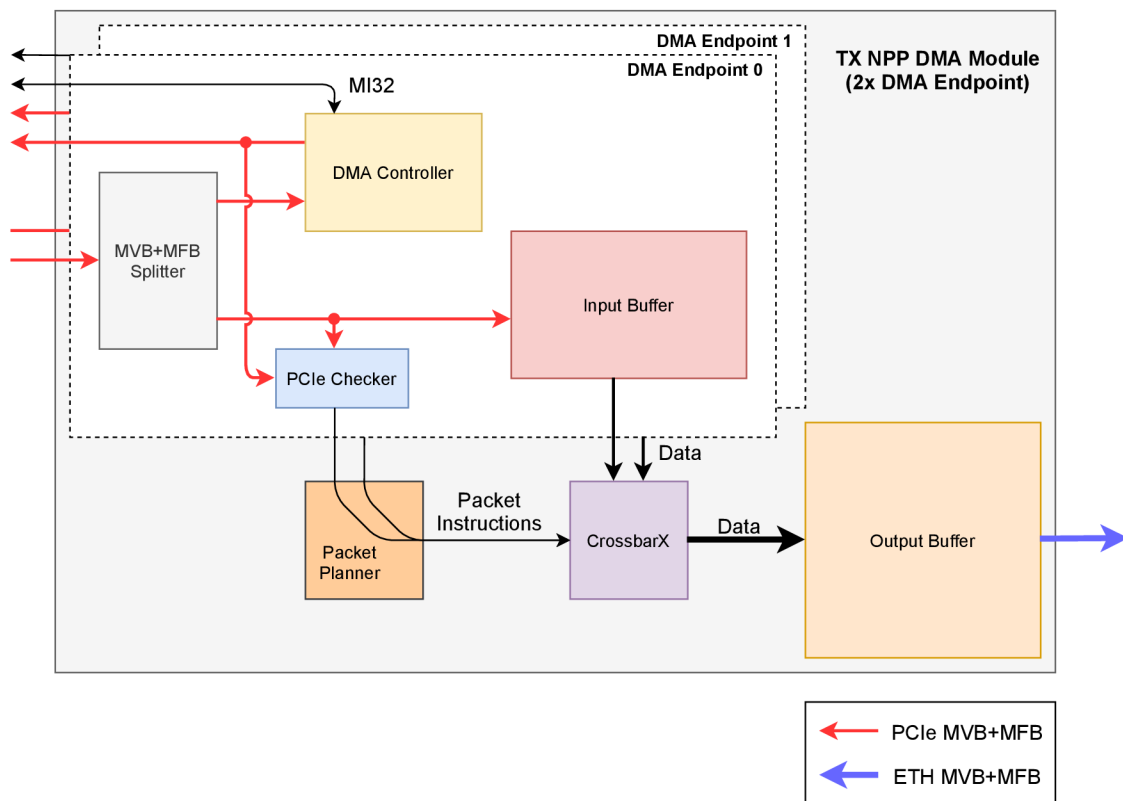 DMA Endpoint 1
TX NPP DMA Module
(2x DMA Endpoint)
DMA Endpoint 0
MI32
DMA Controller
MVB+MFB
Splitter
Input Buffer
PCIe Checker
Data
Packet
Instructions
Packet
Planner
CrossbarX
Data
Output Buffer
PCIe MVB+MFB
ETH MVB+MFB